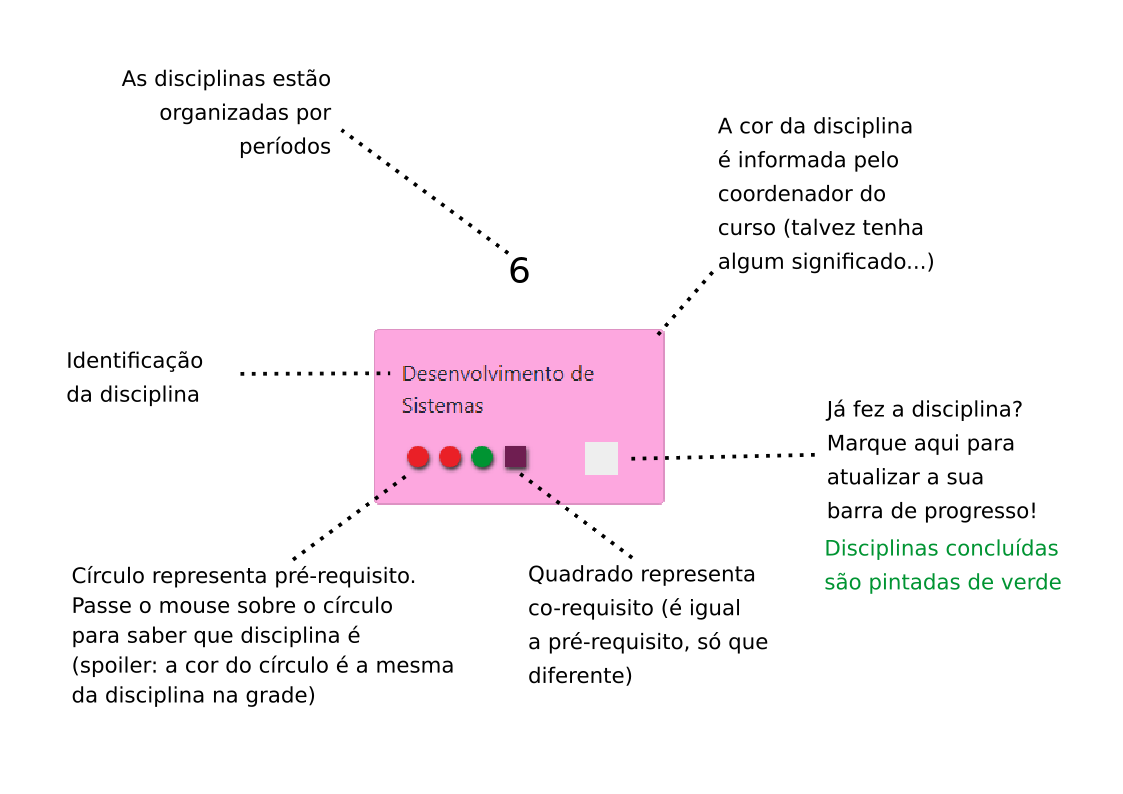 As disciplinas estão
organizadas por
períodos
A cor da disciplina
é informada pelo
coordenador do
curso (talvez tenha
algum significado...)
6
Identificação
da disciplina
Desenvolvimento de
Sistemas
Já fez a disciplina?
Marque aqui para
atualizar a sua
barra de progresso!
Disciplinas concluídas
são pintadas de verde
Círculo representa pré-requisito.
Passe o mouse sobre o círculo
para saber que disciplina é
(spoiler: a cor do círculo é a mesma
da disciplina na grade)
Quadrado representa
co-requisito (é igual
a pré-requisito, só que
diferente)